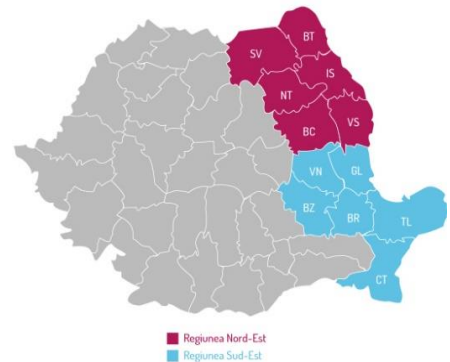 BT
SV
IS
NT
VS
BC
VN
GL
BZ
BR
TL
CT
Regiunea Nord-Est
Regiunea Sud-Est